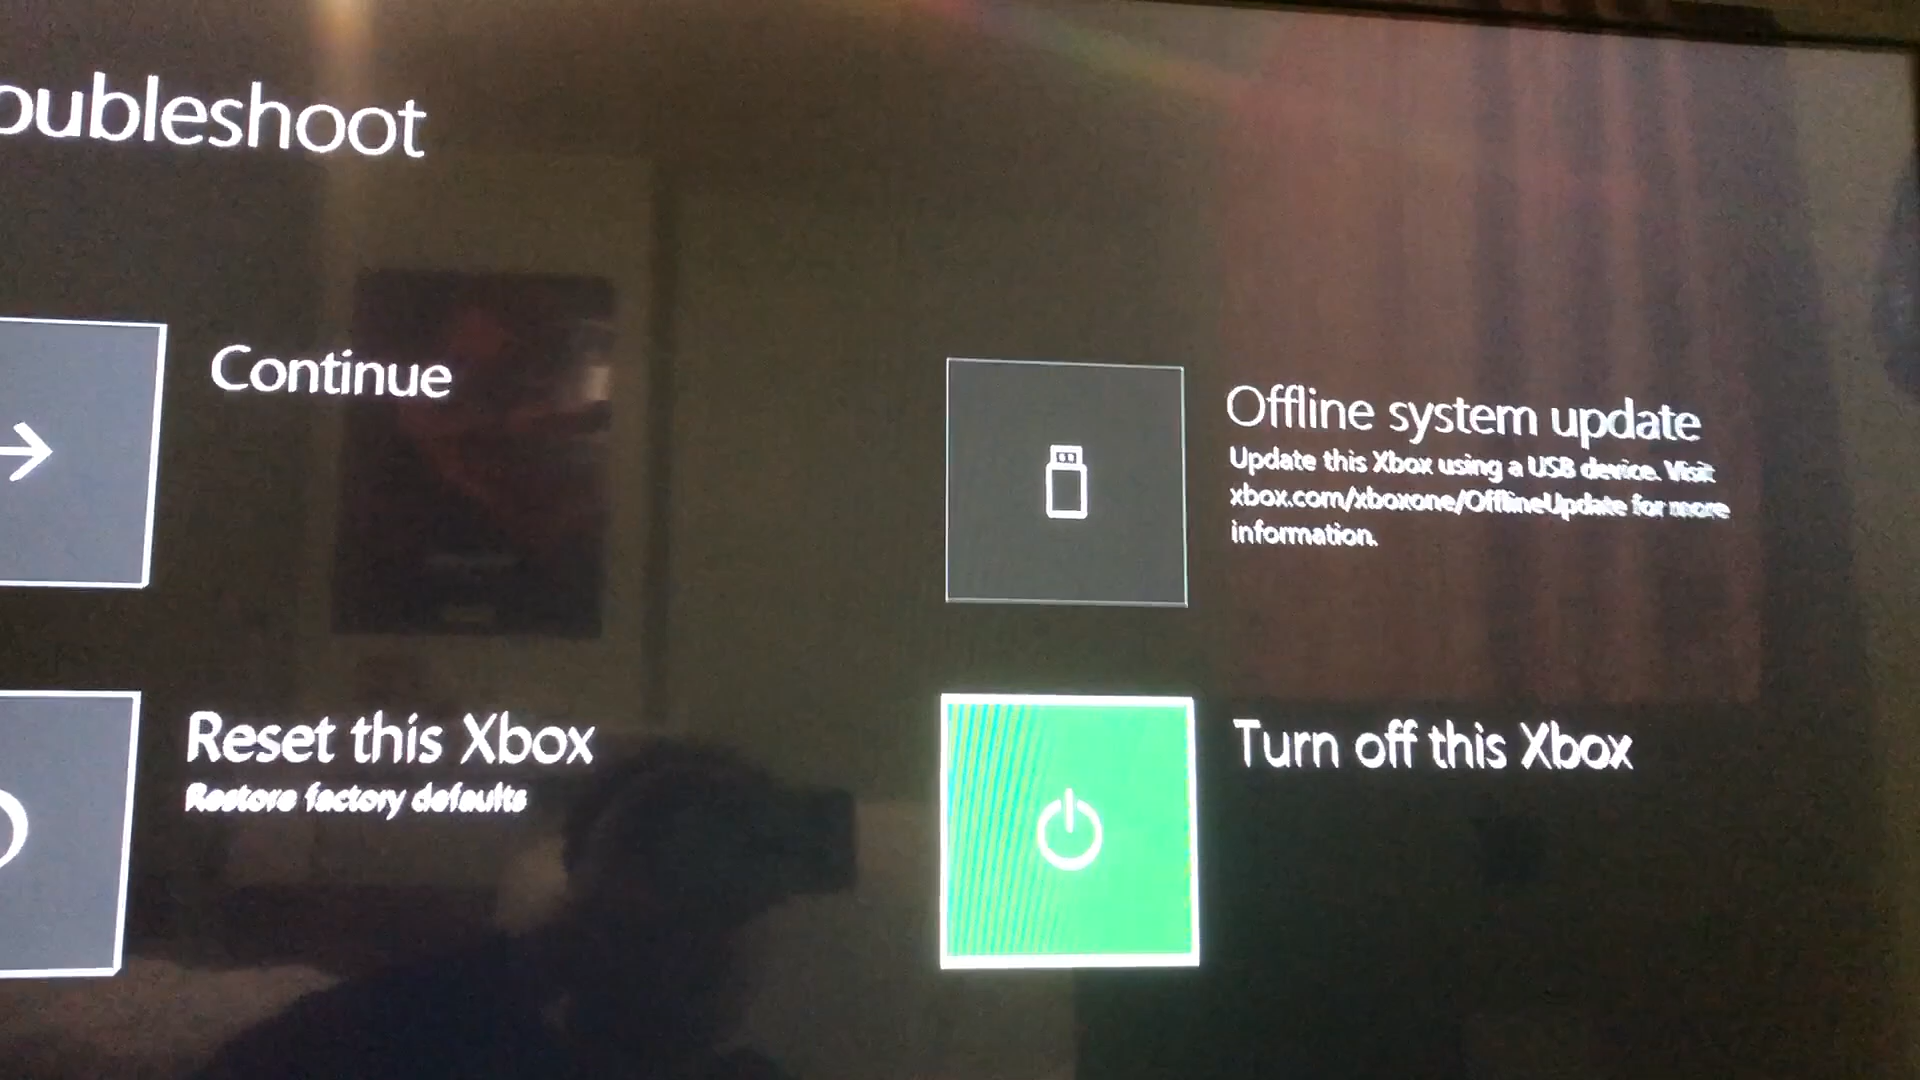 oubleshoot
Continue
Reset this Xbox
Restore factory defaults
Offline system update
Update this Xbox using a USB device. Visit
xbox.com/xboxone/OfflineUpdate for more
information.
Turn off this Xbox